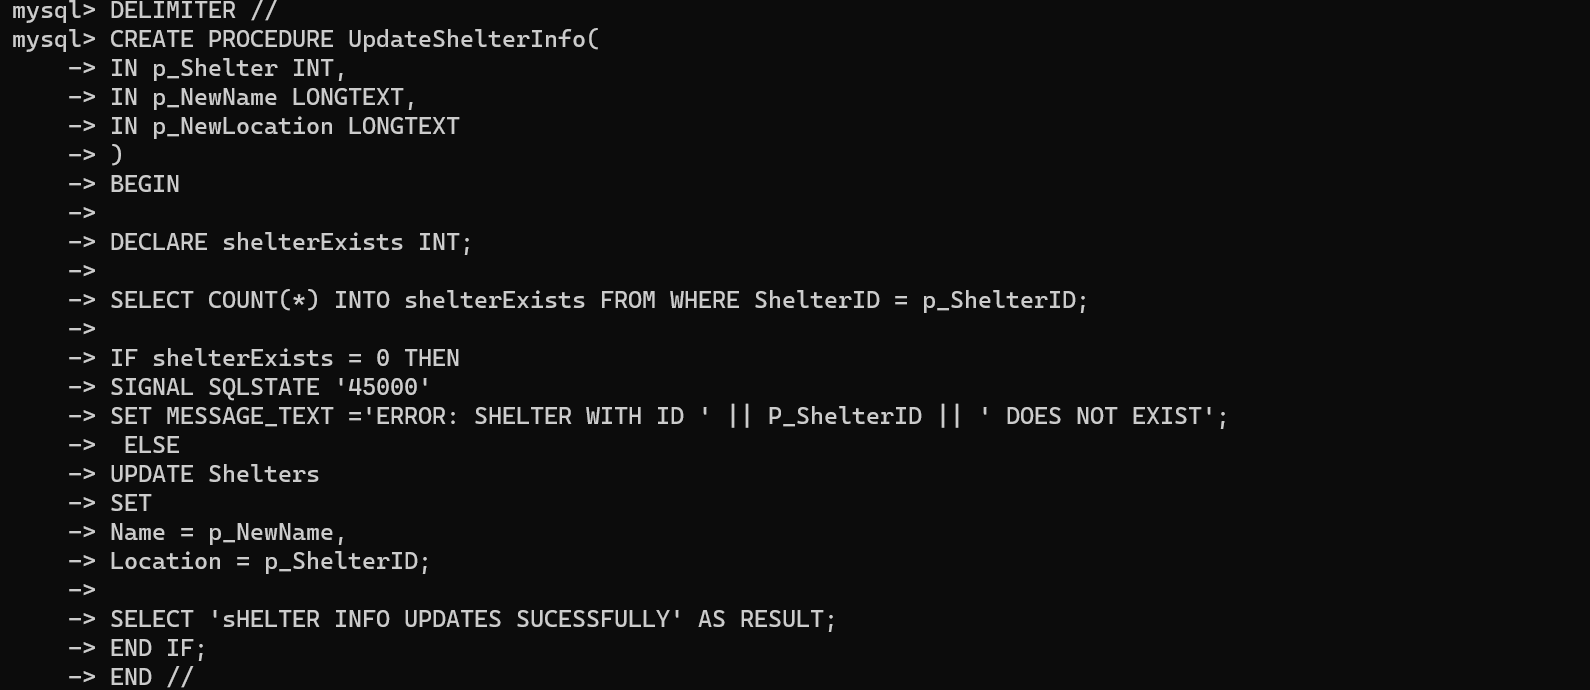 mysql> DELIMITER //
mysql> CREATE PROCEDURE UpdateShelterInfo(
    -> IN p_Shelter INT,
    -> IN p_NewName LONGTEXT,
    -> IN p_NewLocation LONGTEXT
    -> )
    -> BEGIN
    ->
    -> DECLARE shelterExists INT;
    ->
    -> SELECT COUNT(*) INTO shelterExists FROM WHERE ShelterID = p_ShelterID;
    ->
    -> IF shelterExists = 0 THEN
    -> SIGNAL SQLSTATE '45000'
    -> SET MESSAGE_TEXT ='ERROR: SHELTER WITH ID ' || P_ShelterID || ' DOES NOT EXIST';
    ->  ELSE
    -> UPDATE Shelters
    -> SET
    -> Name = p_NewName,
    -> Location = p_ShelterID;
    ->
    -> SELECT 'sHELTER INFO UPDATES SUCESSFULLY' AS RESULT;
    -> END IF;
    -> END //